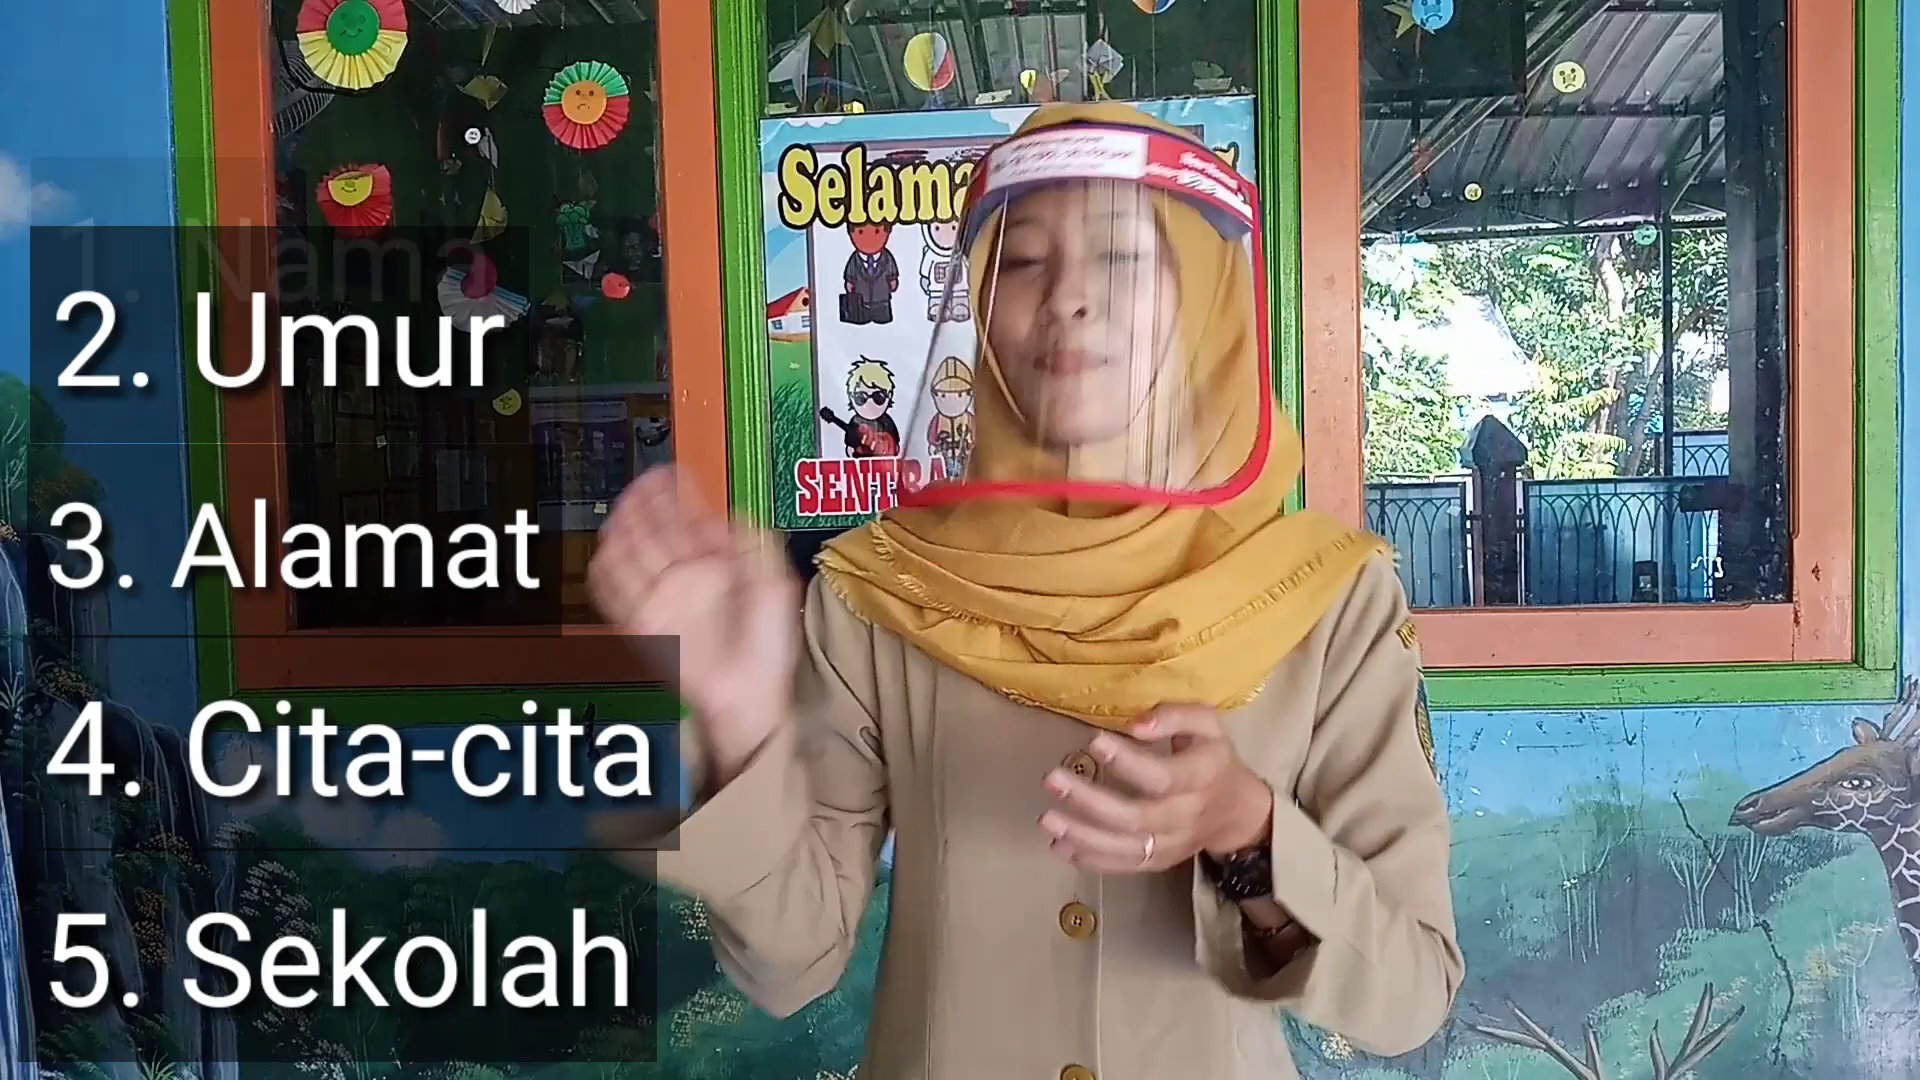 1. Nama
2. Umur
3. Alamat
4. Cita-cita
5. Sekolah
Selama
SENTRA